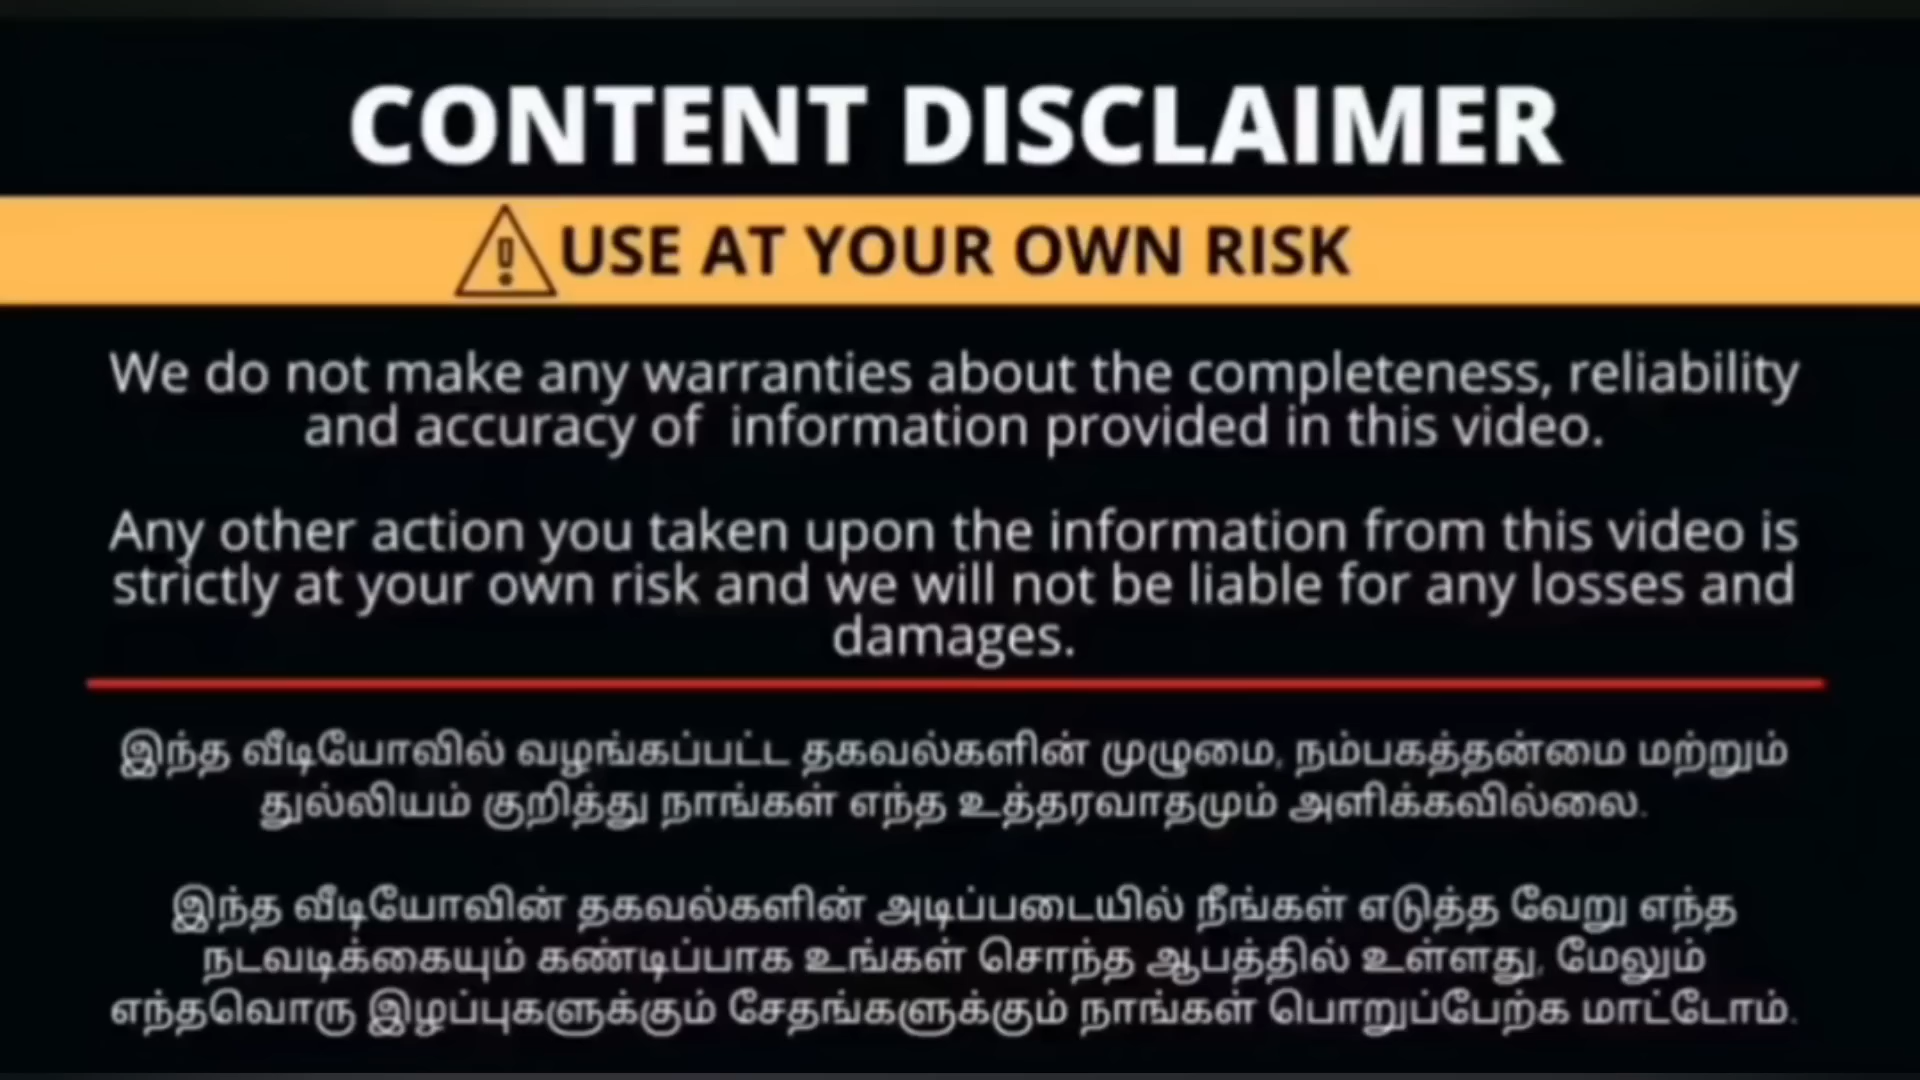 CONTENT DISCLAIMER
USE AT YOUR OWN RISK
We do not make any warranties about the completeness, reliability
and accuracy of information provided in this video.
Any other action you taken upon the information from this video is
strictly at your own risk and we will not be liable for any losses and
damages.
இந்த வீடியோவில் வழங்கப்பட்ட தகவல்களின் முழுமை, நம்பகத்தன்மை மற்றும்
துல்லியம் குறித்து நாங்கள் எந்த உத்தரவாதமும் அளிக்கவில்லை.
இந்த வீடியோவின் தகவல்களின் அடிப்படையில் நீங்கள் எடுத்த வேறு எந்த
நடவடிக்கையும் கண்டிப்பாக உங்கள் சொந்த ஆபத்தில் உள்ளது, மேலும்
எந்தவொரு இழப்புகளுக்கும் சேதங்களுக்கும் நாங்கள் பொறுப்பேற்க மாட்டோம்.